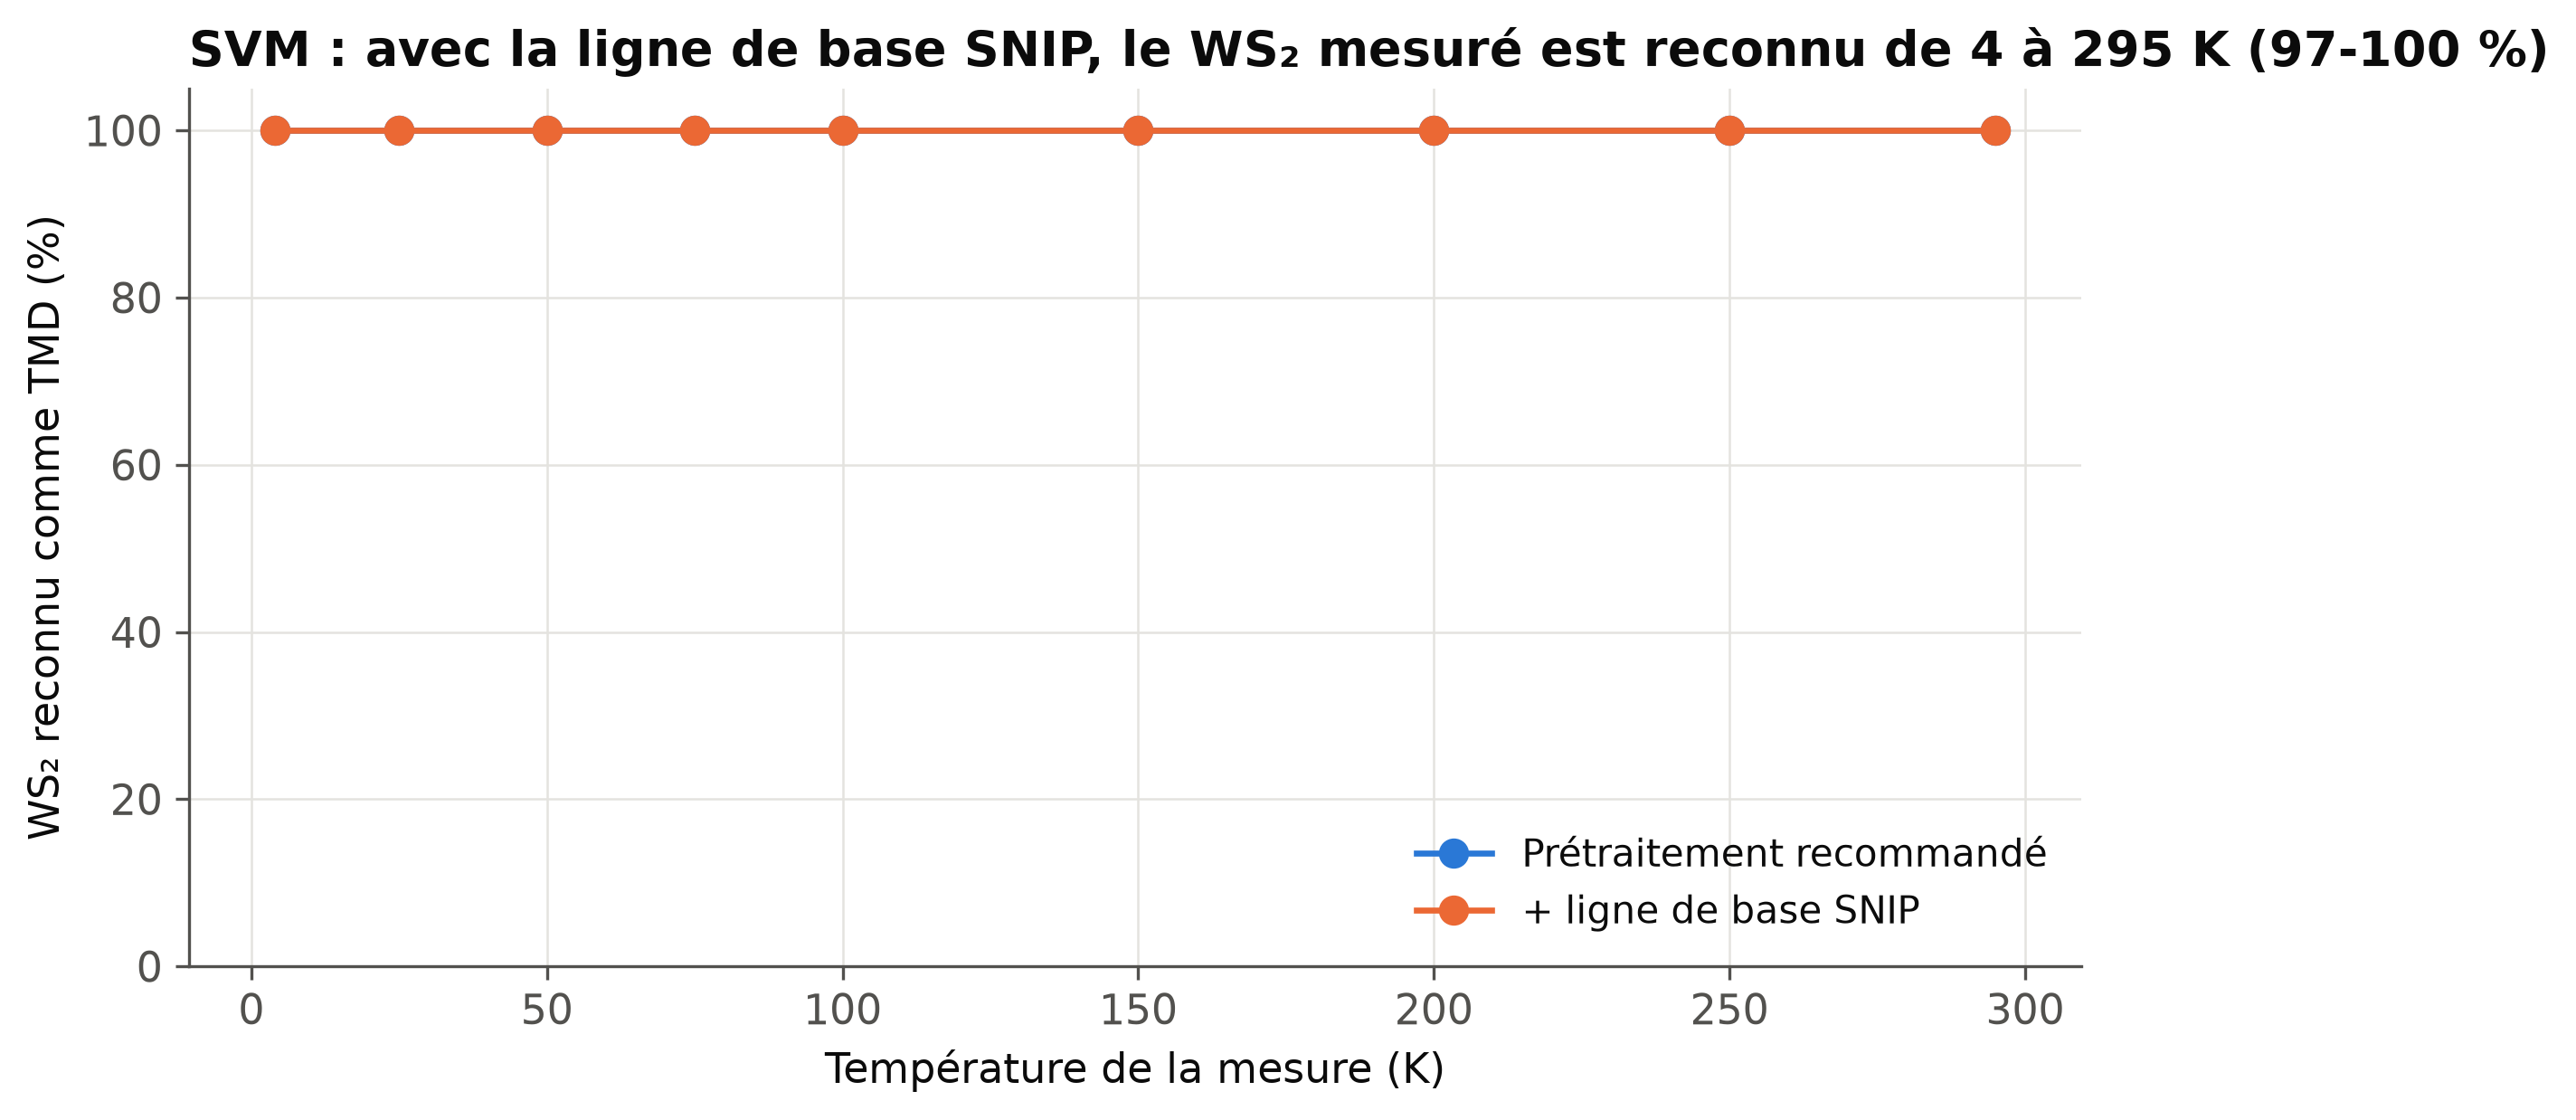 SVM : avec la ligne de base SNIP, le WS₂ mesuré est reconnu de 4 à 295 K (97-100 %)
WS₂ reconnu comme TMD (%)
100
80
60
40
20
0
Prétraitement recommandé
+ ligne de base SNIP
0 50 100 150 200 250 300
Température de la mesure (K)